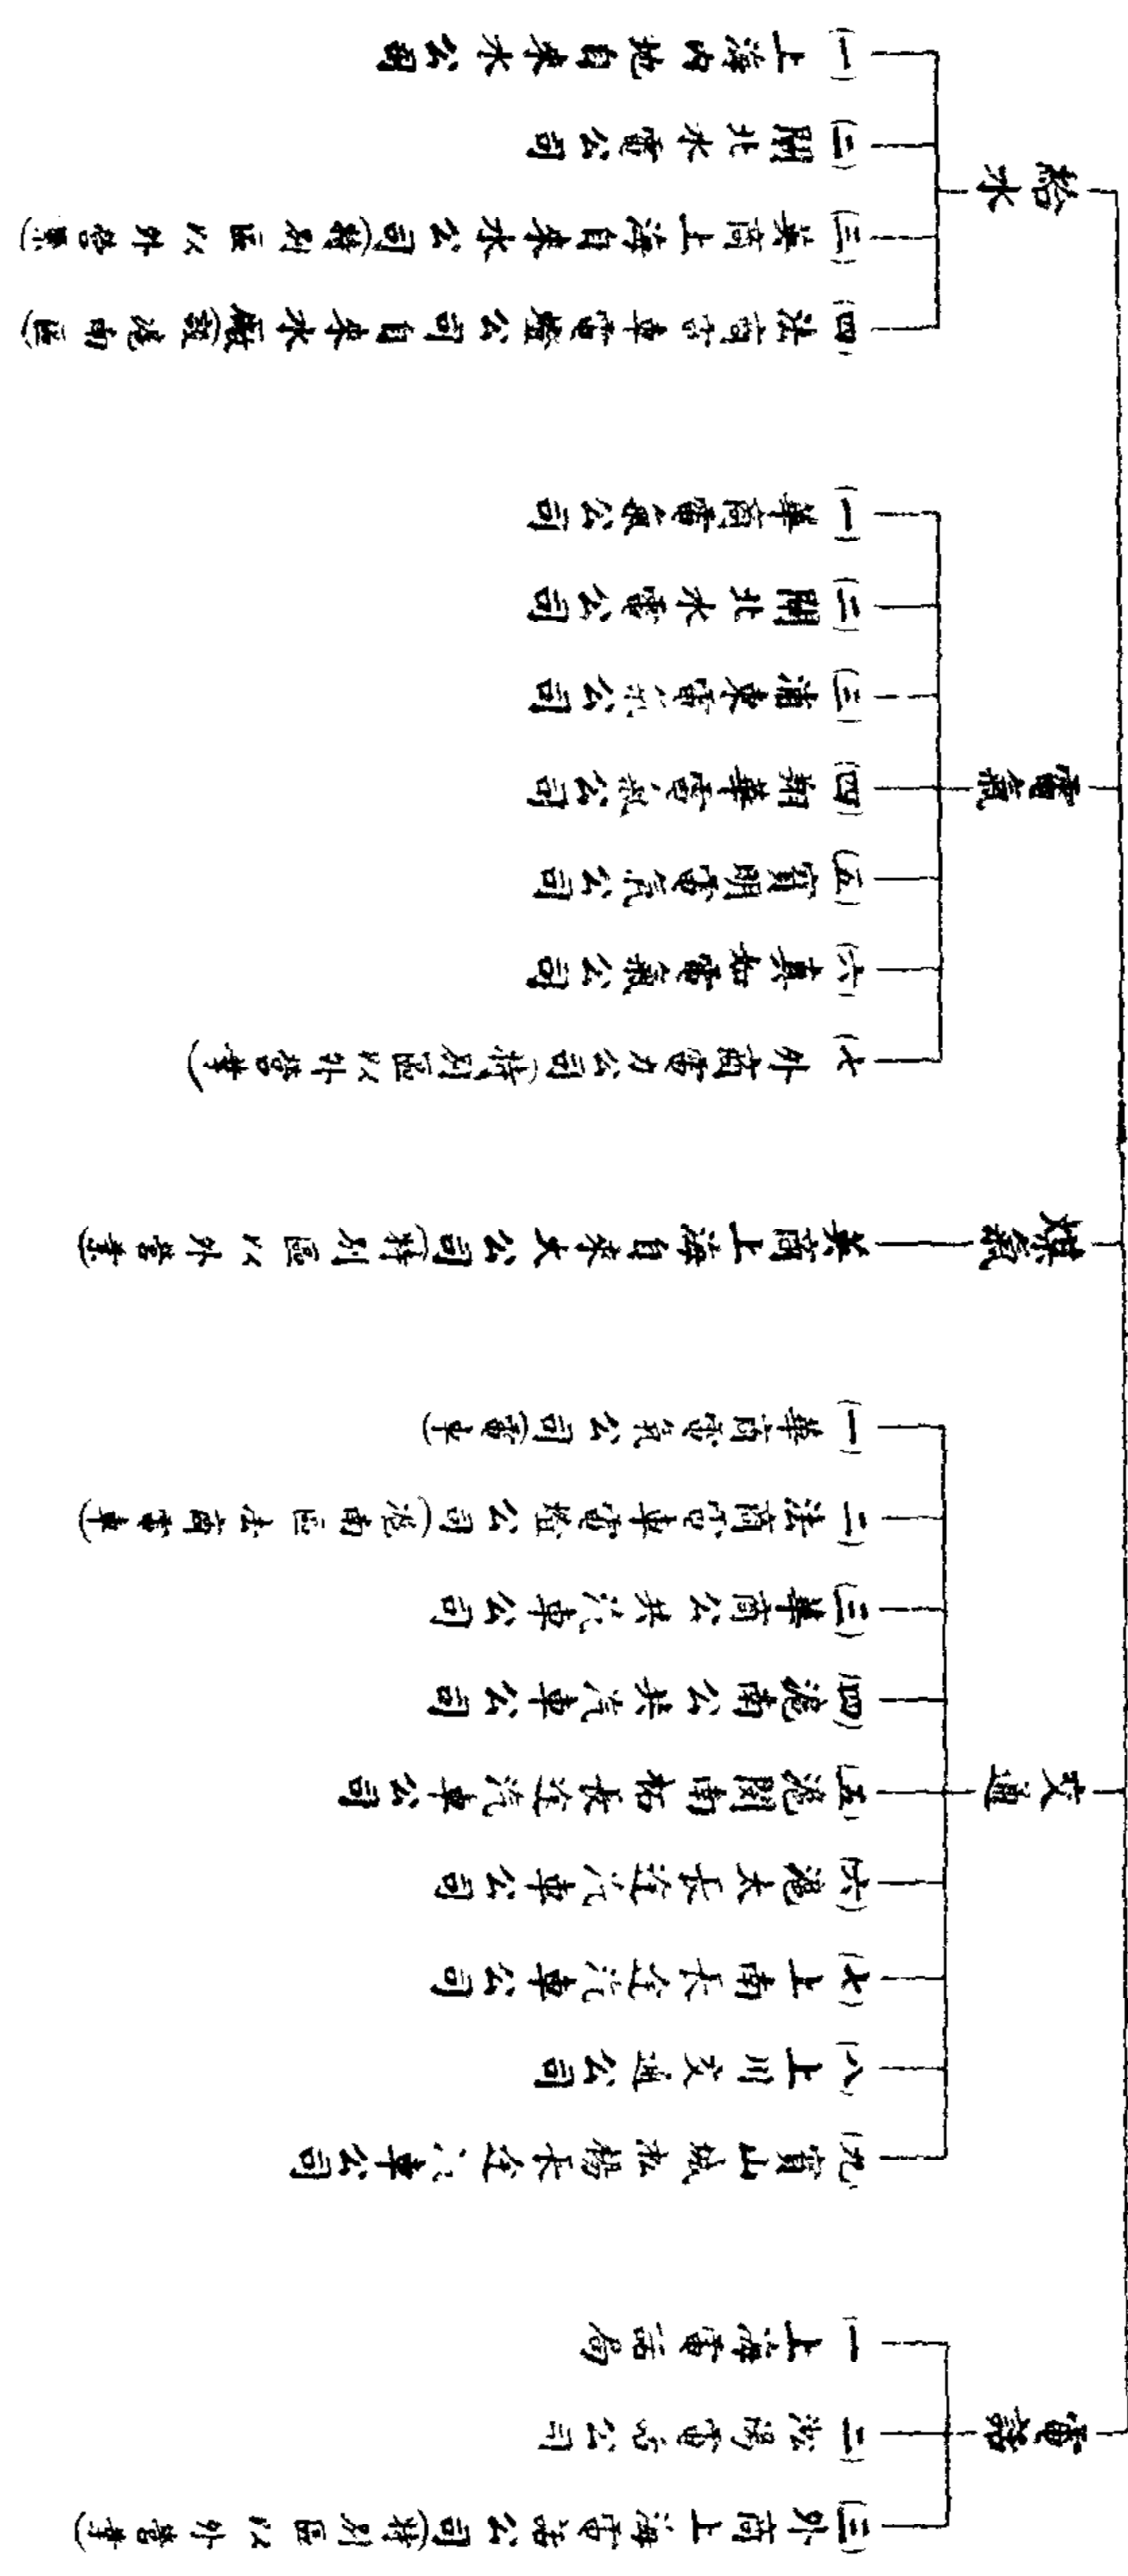 給水
(一)上海內地自來水公司
(二)閘北水電公司
(三)英商上海自來水公司(特別區以外營業)
(四)法商電車電燈公司自來水廠(設滬南區)
電氣
(一)華商電氣公司
(二)閘北水電公司
(三)浦東電氣公司
(四)翔華電氣公司
(五)寶明電氣公司
(六)真如電氣公司
(七)外商電力公司(特別區以外營業)
煤氣
英商上海自來火公司(特別區以外營業)
交通
(一)華商電氣公司(電車)
(二)法商電車電燈公司(滬南區法商電車)
(三)華商公共汽車公司
(四)滬南公共汽車公司
(五)滬閔南柘長途汽車公司
(六)滬太長途汽車公司
(七)上南長途汽車公司
(八)上川交通公司
(九)寶山城淞楊長途汽車公司
電話
(一)上海電話局
(二)淞陽電話公司
(三)外商上海電話公司(特別區以外營業)